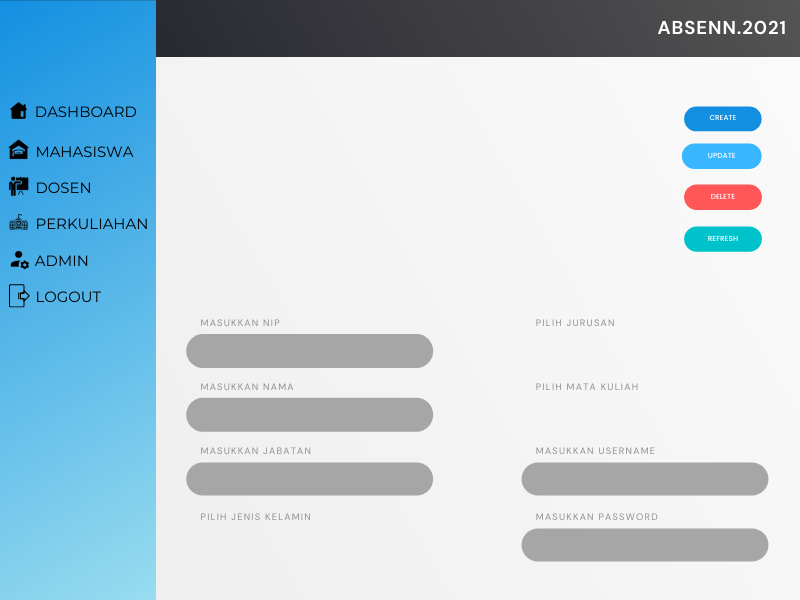 ABSENN.2021
DASHBOARD
MAHASISWA
DOSEN
PERKULIAHAN
ADMIN
LOGOUT
CREATE
UPDATE
DELETE
REFRESH
MASUKKAN NIP
MASUKKAN NAMA
MASUKKAN JABATAN
PILIH JENIS KELAMIN
PILIH JURUSAN
PILIH MATA KULIAH
MASUKKAN USERNAME
MASUKKAN PASSWORD